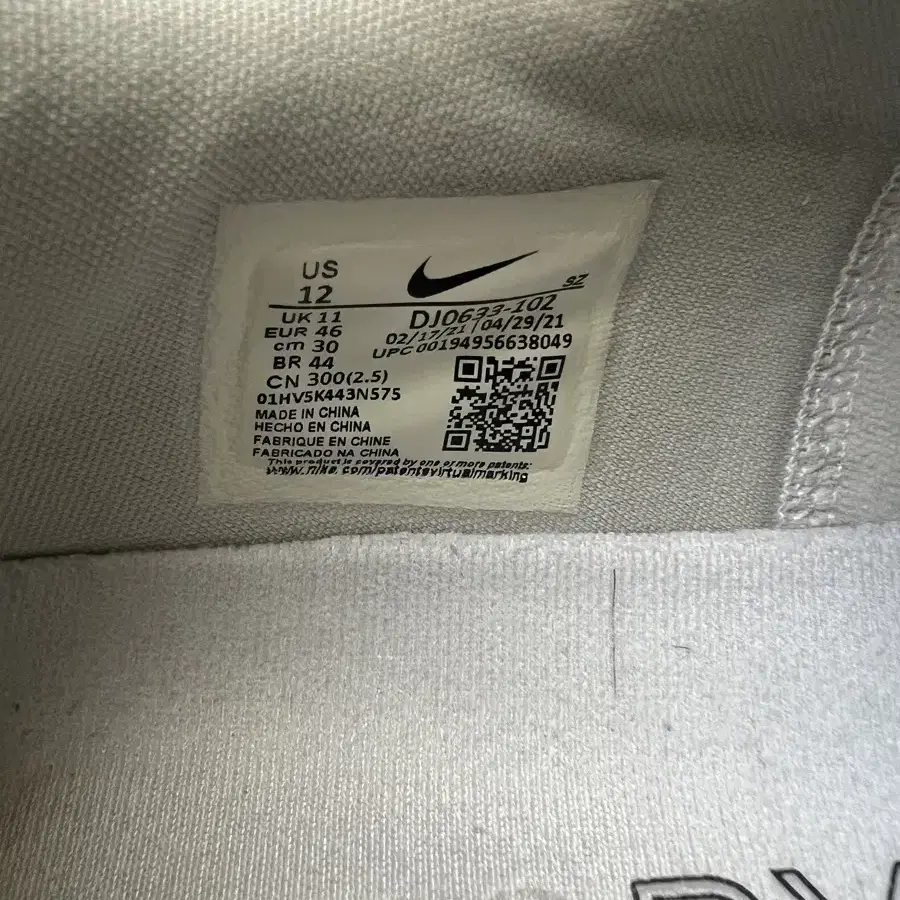 US
12
UK 11
EUR 46
cm 30
BR 44
CN 300(2.5)
01HV5K443N575
SZ
DJ0633-102
02/17/21 / 04/29/21
UPC 00194956638049
MADE IN CHINA
HECHO EN CHINA
FABRIQUE EN CHINE
FABRICADO NA CHINA
This product is covered by one or more patents:
www.nike.com/patentsvirtualmarking